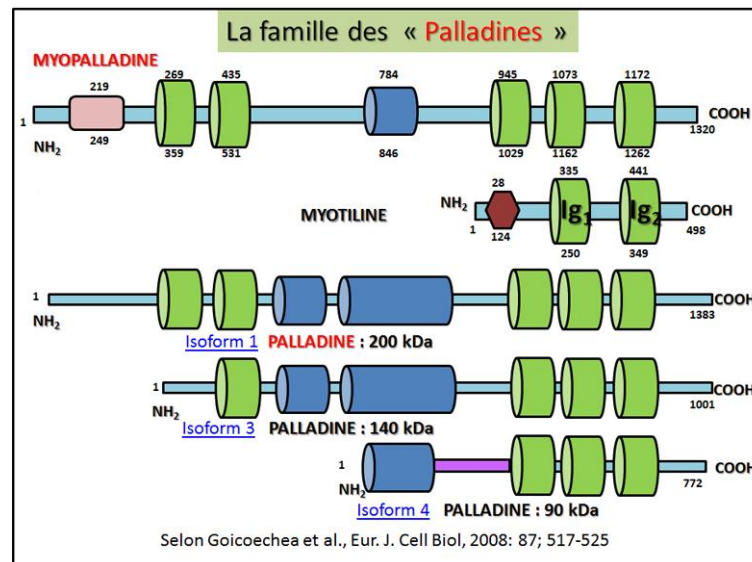 La famille des « Palladines »
MYOPALLADINE
219 269 435 784 945 1073 1172
1 COOH
NH2 249 359 531 846 1029 1162 1262 1320
28 335 441
MYOTILINE NH2 Ig1 Ig2 COOH
1 124 250 349 498
1 COOH
NH2 1383
Isoform 1 PALLADINE : 200 kDa
1 COOH
NH2 1001
Isoform 3 PALLADINE : 140 kDa
1 COOH
NH2 772
Isoform 4 PALLADINE : 90 kDa
Selon Goicoechea et al., Eur. J. Cell Biol, 2008: 87; 517-525